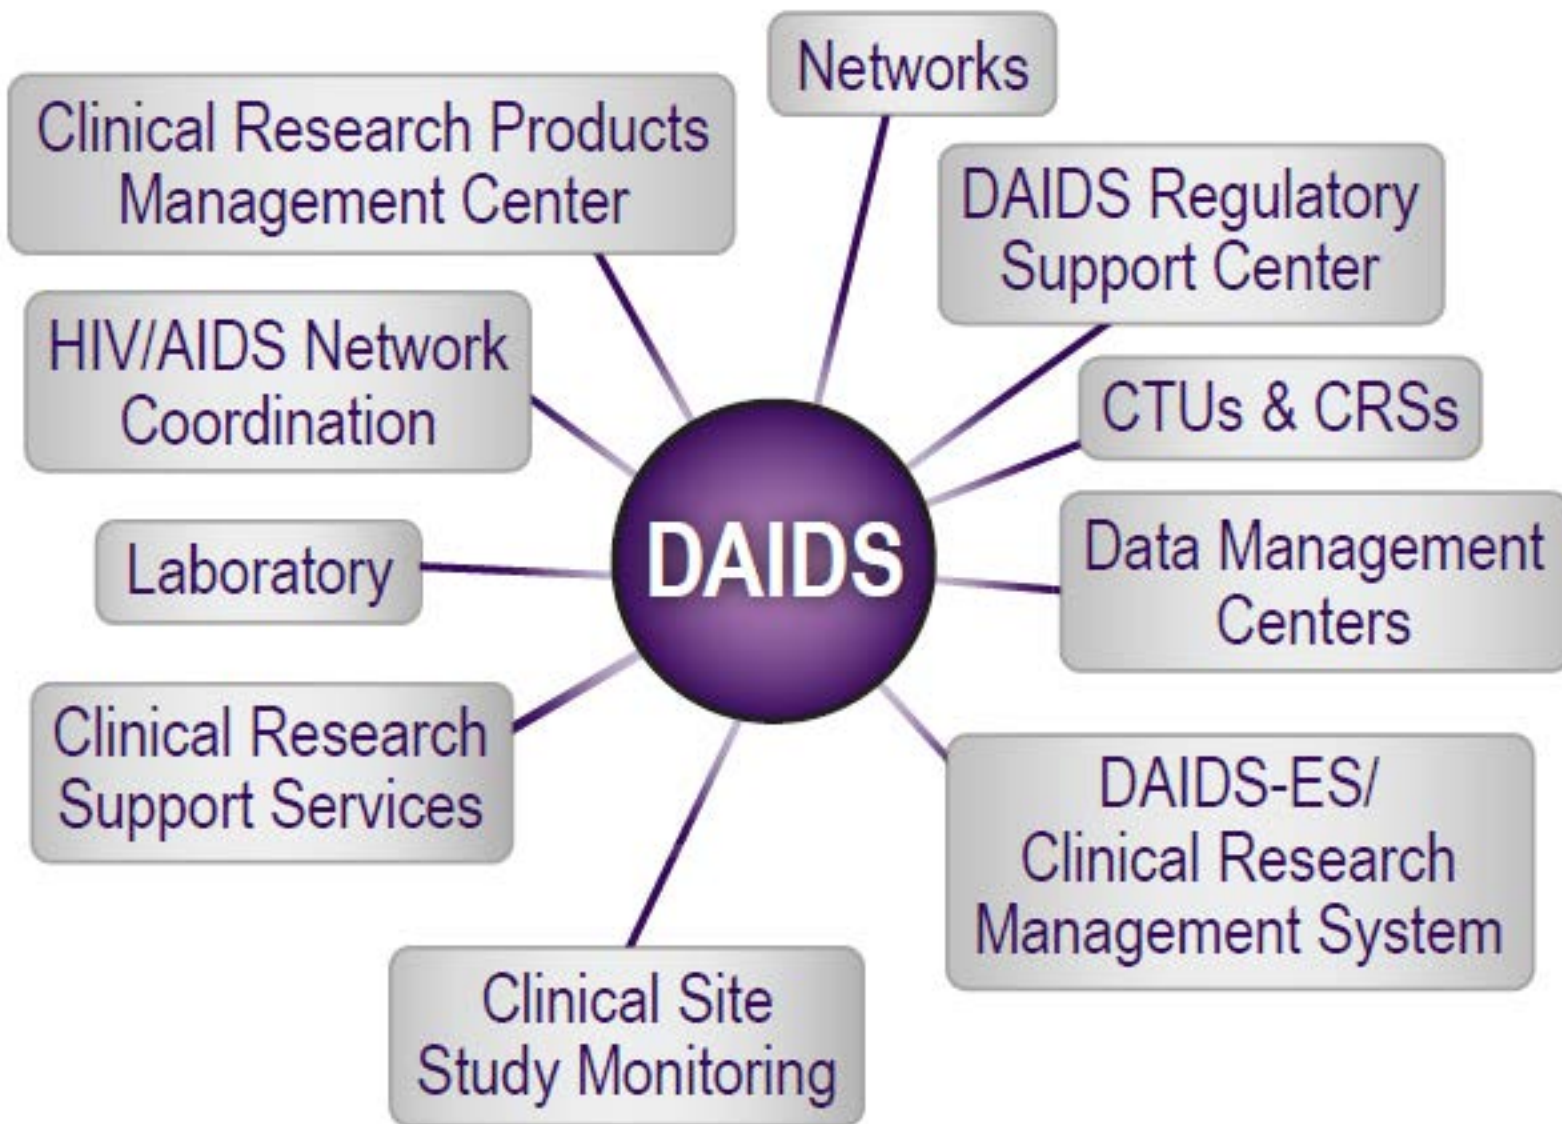 Networks
Clinical Research Products
Management Center
DAIDS Regulatory
Support Center
HIV/AIDS Network
Coordination
CTUs & CRSs
DAIDS
Data Management
Centers
Laboratory
Clinical Research
Support Services
DAIDS-ES/
Clinical Research
Management System
Clinical Site
Study Monitoring